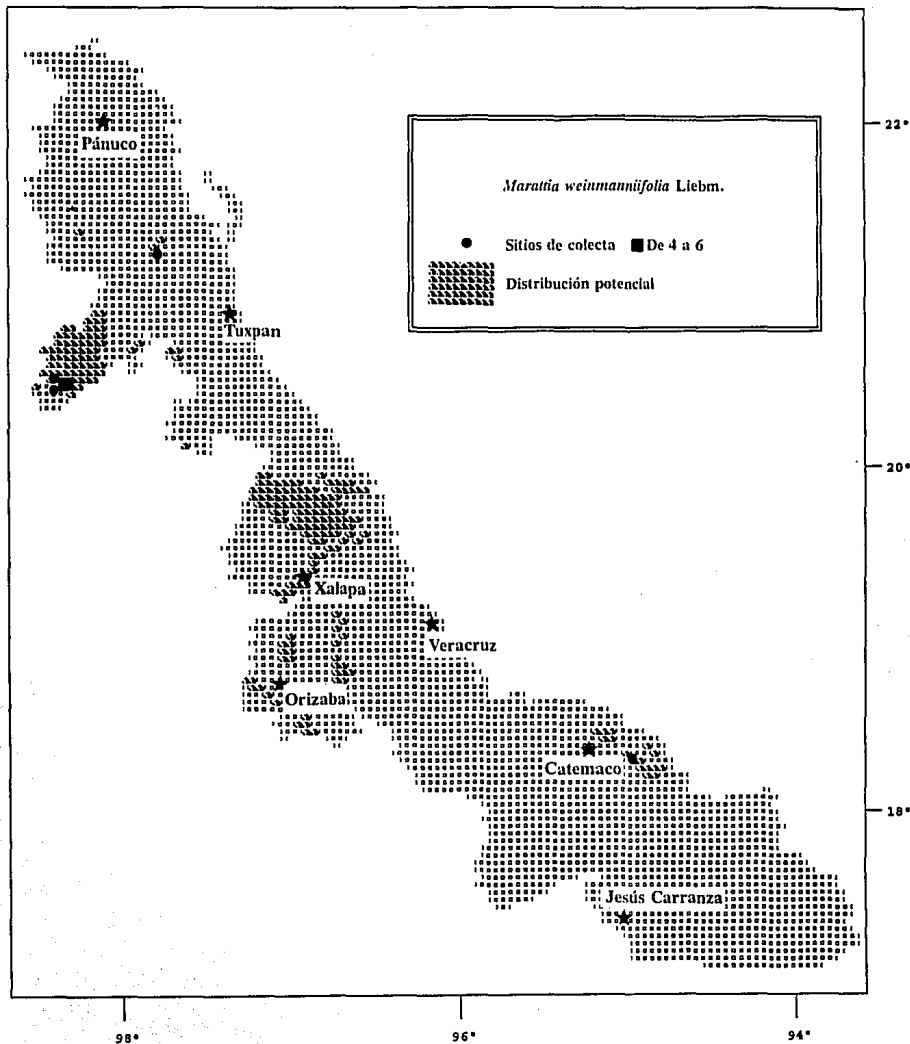 22°
Pánuco
Marattia weinmanniifolia Liebm.
Sitios de colecta De 4 a 6
Distribución potencial
Tuxpan
20°
Xalapa
Veracruz
Orizaba
Catemaco
18°
Jesús Carranza
98° 96° 94°